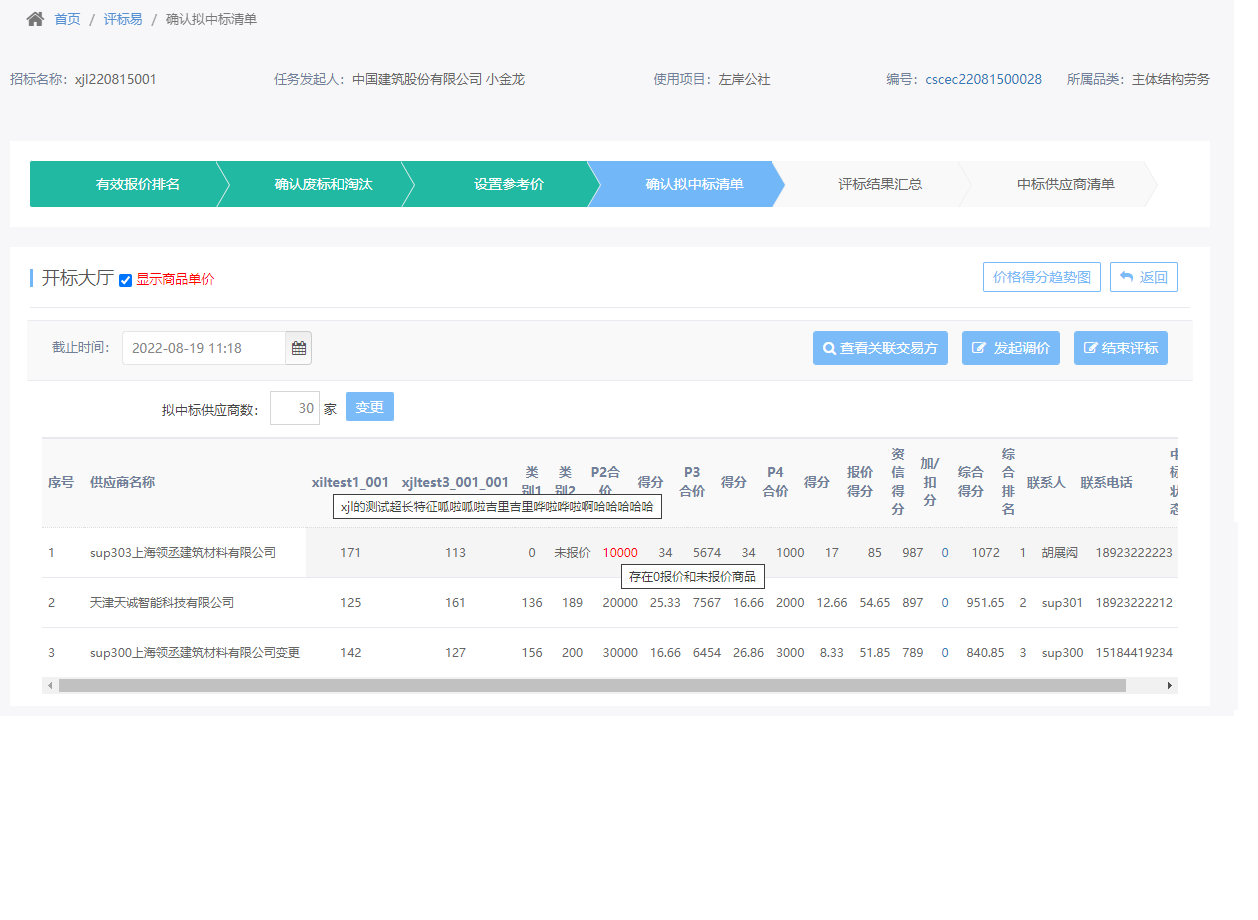 首页 / 评标易 / 确认拟中标清单
招标名称：xjl220815001 任务发起人：中国建筑股份有限公司 小金龙 使用项目：左岸公社 编号：cscec22081500028 所属品类：主体结构劳务
有效报价排名 确认废标和淘汰 设置参考价 确认拟中标清单 评标结果汇总 中标供应商清单
开标大厅 显示商品单价 价格得分趋势图 返回
截止时间： 2022-08-19 11:18 查看关联交易方 发起调价 结束评标
拟中标供应商数： 30 家 变更
序号 供应商名称 xiltest1_001 xjltest3_001_001 类别1 类别2 P2合价 得分 P3合价 得分 P4合价 得分 报价得分 资信得分 加/扣分 综合得分 综合排名 联系人 联系电话 中标状态
xjl的测试超长特征呱啦呱啦吉里吉里哗啦哗啦啊哈哈哈哈哈
1 sup303上海领丞建筑材料有限公司 171 113 0 未报价 10000 34 5674 34 1000 17 85 987 0 1072 1 胡展闳 18923222223
存在0报价和未报价商品
2 天津天诚智能科技有限公司 125 161 136 189 20000 25.33 7567 16.66 2000 12.66 54.65 897 0 951.65 2 sup301 18923222212
3 sup300上海领丞建筑材料有限公司变更 142 127 156 200 30000 16.66 6454 26.86 3000 8.33 51.85 789 0 840.85 3 sup300 15184419234